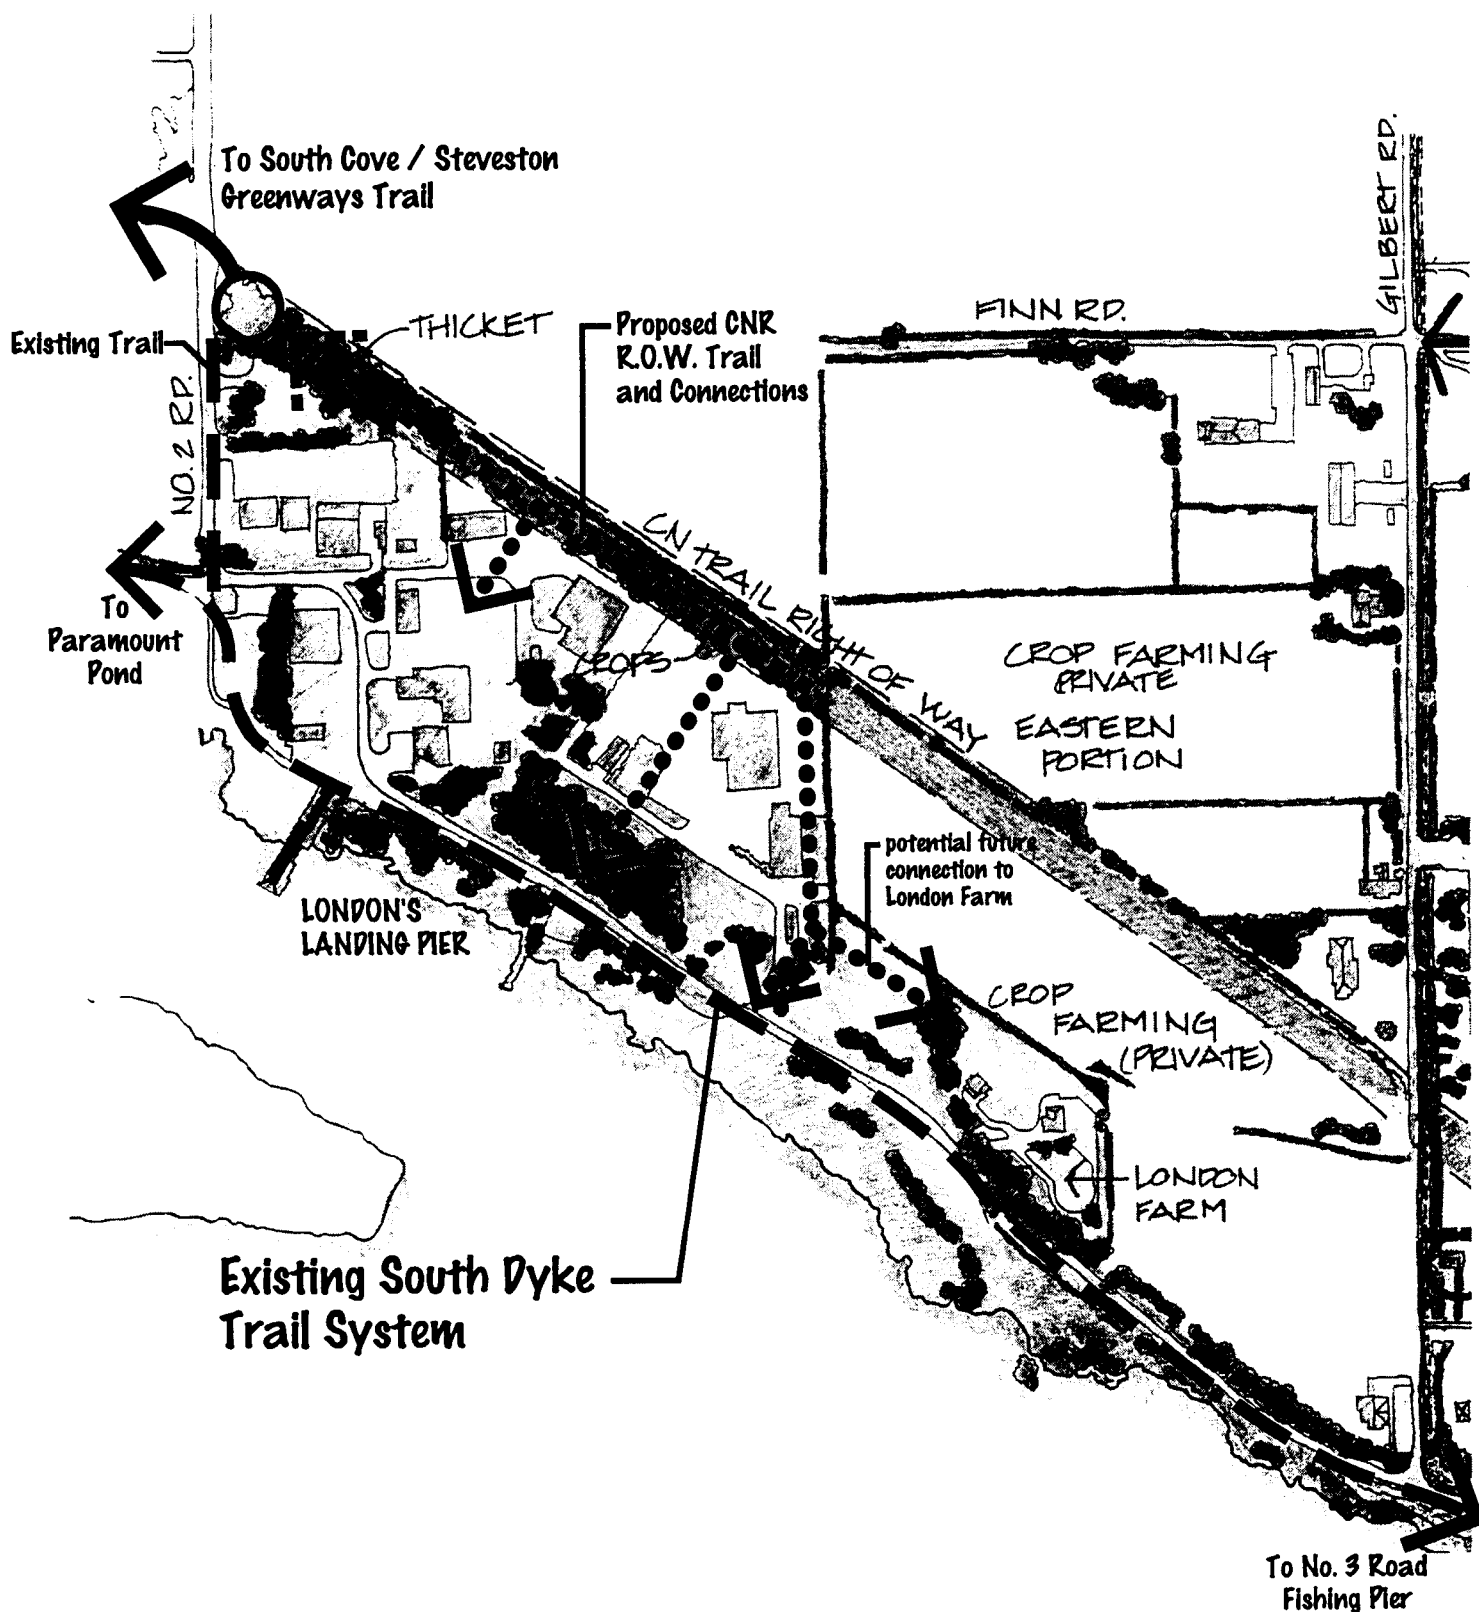 To South Cove / Steveston
Greenways Trail
GILBERT RD.
FINN RD.
THICKET
Proposed CNR
R.O.W. Trail
and Connections
Existing Trail
NO. 2 RD.
CN TRAIL RIGHT OF WAY
To
Paramount
Pond
CROPS
CROP FARMING
PRIVATE
EASTERN
PORTION
potential future
connection to
London Farm
LONDON'S
LANDING PIER
CROP
FARMING
(PRIVATE)
LONDON
FARM
Existing South Dyke
Trail System
To No. 3 Road
Fishing Pier